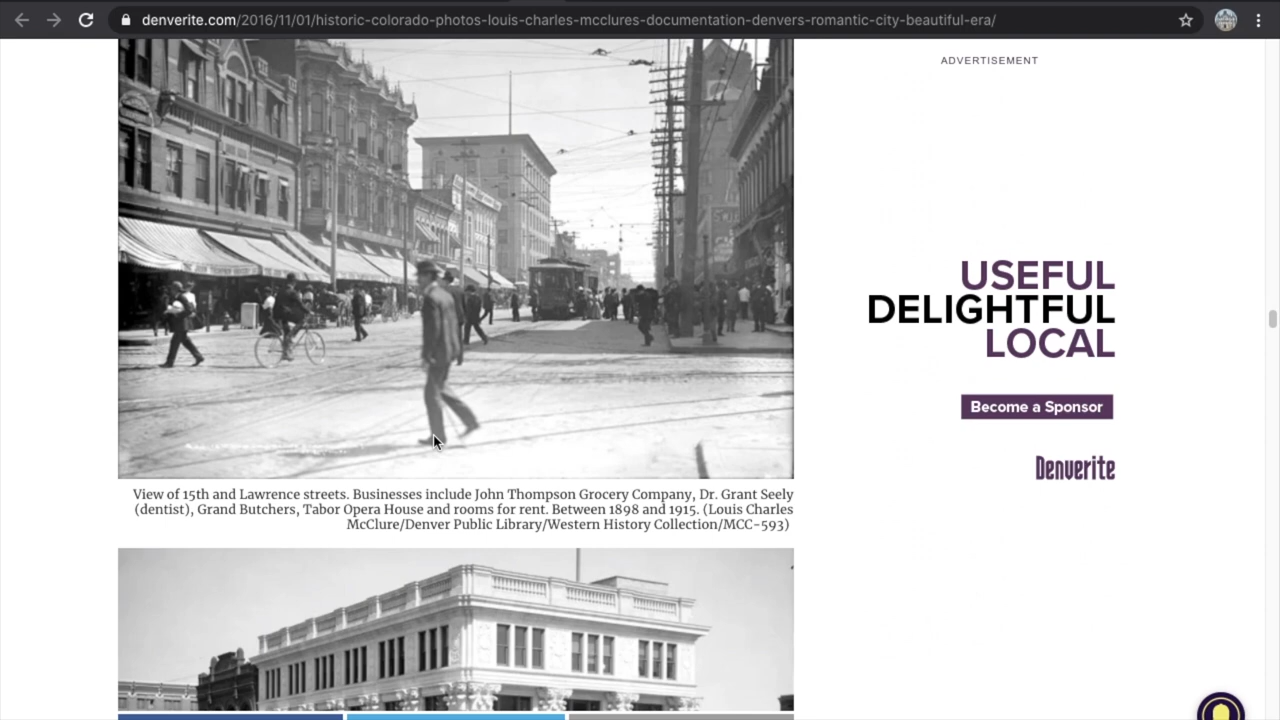 denverite.com/2016/11/01/historic-colorado-photos-louis-charles-mcclures-documentation-denvers-romantic-city-beautiful-era/
ADVERTISEMENT
USEFUL
DELIGHTFUL
LOCAL
Become a Sponsor
Denverite
View of 15th and Lawrence streets. Businesses include John Thompson Grocery Company, Dr. Grant Seely
(dentist), Grand Butchers, Tabor Opera House and rooms for rent. Between 1898 and 1915. (Louis Charles
McClure/Denver Public Library/Western History Collection/MCC-593)